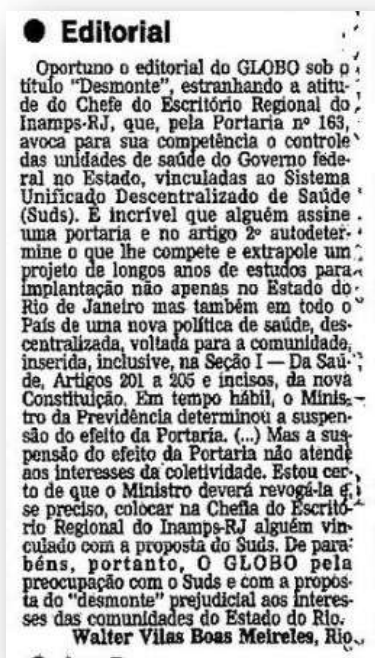 ● Editorial
Oportuno o editorial do GLOBO sob o
título "Desmonte", estranhando a atitu-
de do Chefe do Escritório Regional do
Inamps-RJ, que, pela Portaria nº 163,
avoca para sua competência o controle
das unidades de saúde do Governo fede-
ral no Estado, vinculadas ao Sistema
Unificado Descentralizado de Saúde
(Suds). É incrível que alguém assine
uma portaria e no artigo 2º autodeter-
mine o que lhe compete e extrapole um
projeto de longos anos de estudos para
implantação não apenas no Estado do
Rio de Janeiro mas também em todo o
País de uma nova política de saúde, des-
centralizada, voltada para a comunidade,
inserida, inclusive, na Seção I — Da Saú-
de, Artigos 201 a 205 e incisos, da nova
Constituição. Em tempo hábil, o Minis-
tro da Previdência determinou a suspen-
são do efeito da Portaria. (...) Mas a sus-
pensão do efeito da Portaria não atende
aos interesses da coletividade. Estou cer-
to de que o Ministro deverá revogá-la e,
se preciso, colocar na Chefia do Escritó-
rio Regional do Inamps-RJ alguém vin-
culado com a proposta do Suds. De para-
béns, portanto, O GLOBO pela
preocupação com o Suds e com a propos-
ta do "desmonte" prejudicial aos interes-
ses das comunidades do Estado do Rio.
Walter Vilas Boas Meireles, Rio.